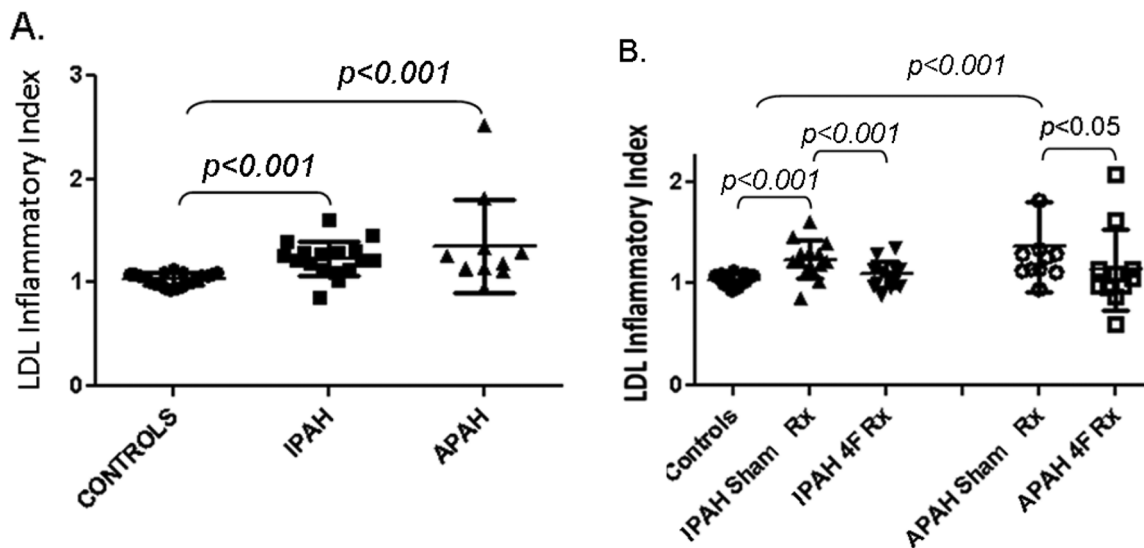 A.
LDL Inflammatory Index
3
2
1
0
p<0.001
p<0.001
CONTROLS
IPAH
APAH
B.
LDL Inflammatory Index
2
1
0
p<0.001
p<0.001
p<0.001
p<0.05
Controls
IPAH Sham Rx
IPAH 4F Rx
APAH Sham Rx
APAH 4F Rx